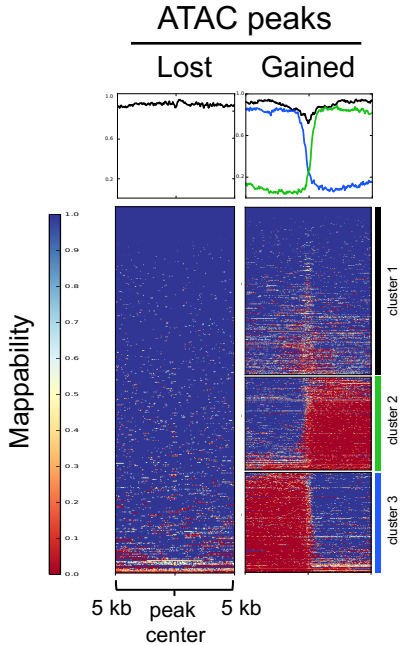 ATAC peaks
Lost Gained
1.0 1.0
0.6 0.6
0.2 0.2
Mappability
1.0
0.9
0.8
0.7
0.6
0.5
0.4
0.3
0.2
0.1
0.0
cluster 1
cluster 2
cluster 3
5 kb peak center 5 kb